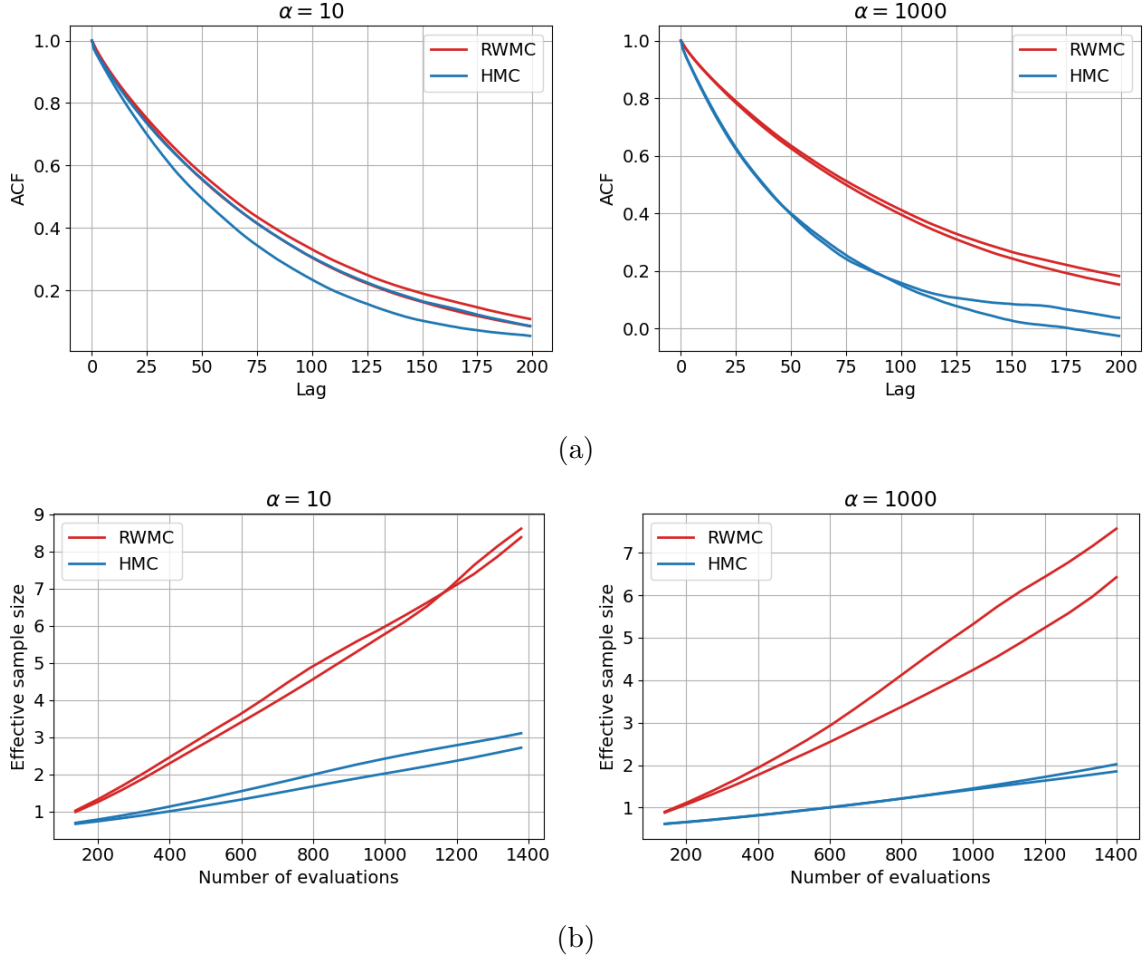 α = 10
1.0
0.8
0.6
0.4
0.2
ACF
0 25 50 75 100 125 150 175 200
Lag
RWMC
HMC
α = 1000
1.0
0.8
0.6
0.4
0.2
0.0
ACF
0 25 50 75 100 125 150 175 200
Lag
RWMC
HMC
(a)
α = 10
9
8
7
6
5
4
3
2
1
Effective sample size
200 400 600 800 1000 1200 1400
Number of evaluations
RWMC
HMC
α = 1000
7
6
5
4
3
2
1
Effective sample size
200 400 600 800 1000 1200 1400
Number of evaluations
RWMC
HMC
(b)